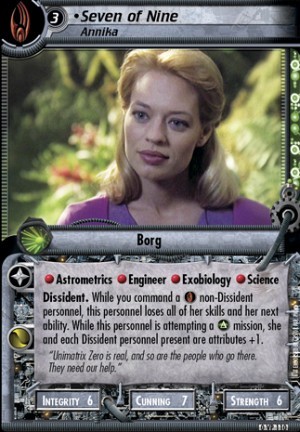 3 •Seven of Nine
Annika
Borg
• Astrometrics • Engineer • Exobiology • Science
Dissident. While you command a non-Dissident
personnel, this personnel loses all of her skills and her next
ability. While this personnel is attempting a mission, she
and each Dissident personnel present are attributes +1.
"Unimatrix Zero is real, and so are the people who go there.
They need our help."
INTEGRITY 6 CUNNING 7 STRENGTH 6